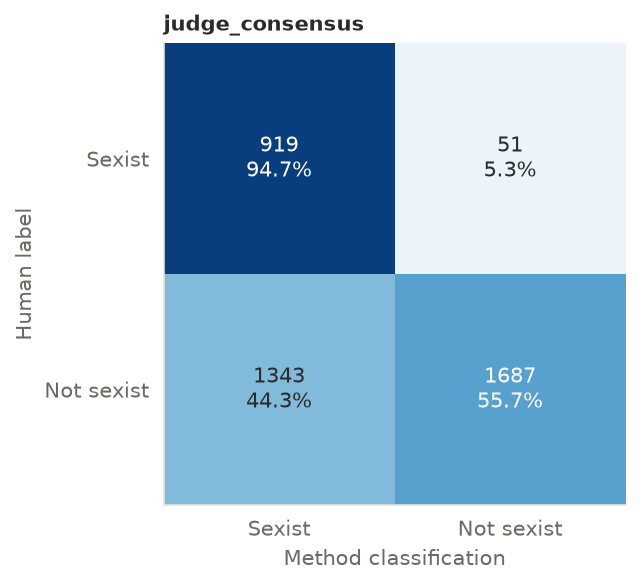 judge_consensus
Human label
Sexist
919
94.7%
51
5.3%
Not sexist
1343
44.3%
1687
55.7%
Sexist
Not sexist
Method classification